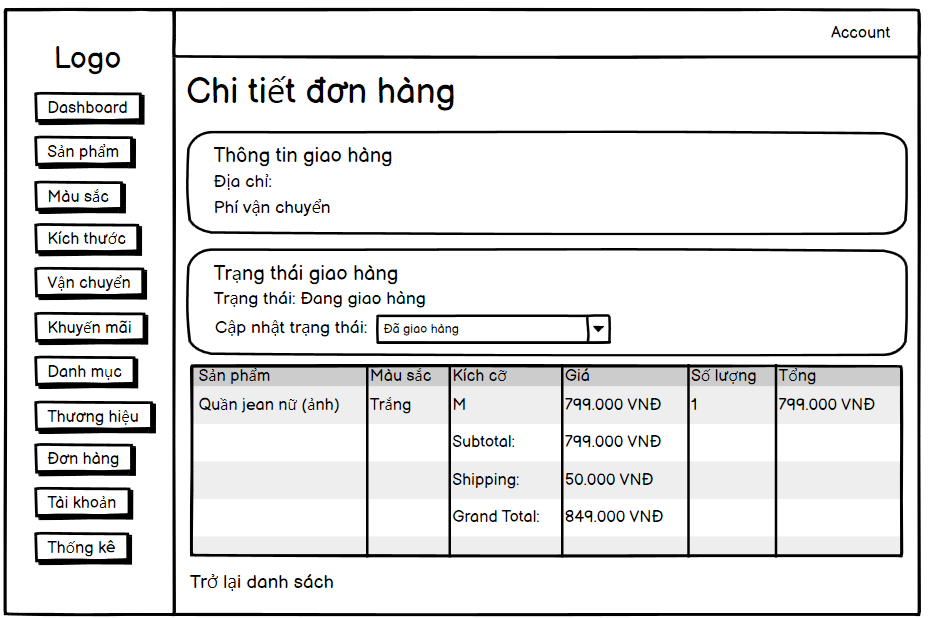 Account
Logo
Dashboard
Sản phẩm
Màu sắc
Kích thước
Vận chuyển
Khuyến mãi
Danh mục
Thương hiệu
Đơn hàng
Tài khoản
Thống kê
Chi tiết đơn hàng
Thông tin giao hàng
Địa chỉ:
Phí vận chuyển
Trạng thái giao hàng
Trạng thái: Đang giao hàng
Cập nhật trạng thái: Đã giao hàng
Sản phẩm Màu sắc Kích cỡ Giá Số lượng Tổng
Quần jean nữ (ảnh) Trắng M 799.000 VNĐ 1 799.000 VNĐ
Subtotal: 799.000 VNĐ
Shipping: 50.000 VNĐ
Grand Total: 849.000 VNĐ
Trở lại danh sách